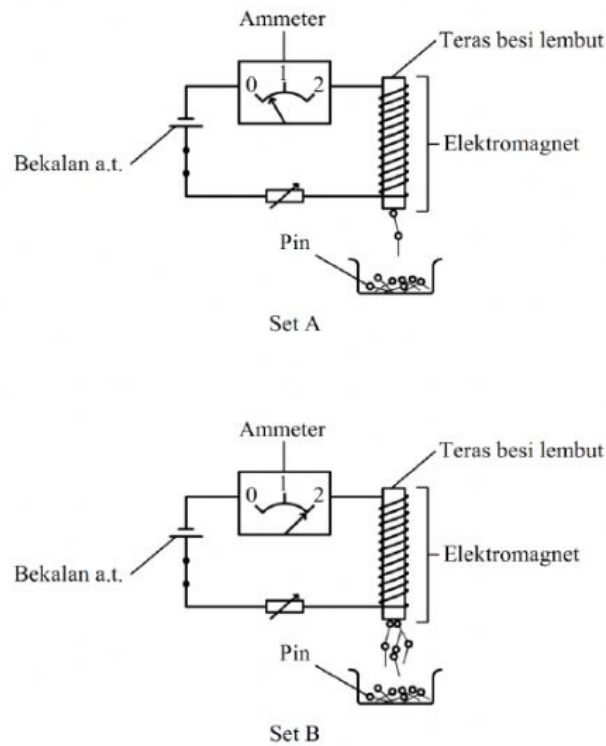 Ammeter
Teras besi lembut
0 1 2
Elektromagnet
Bekalan a.t.
Pin
Set A
Ammeter
Teras besi lembut
0 1 2
Elektromagnet
Bekalan a.t.
Pin
Set B